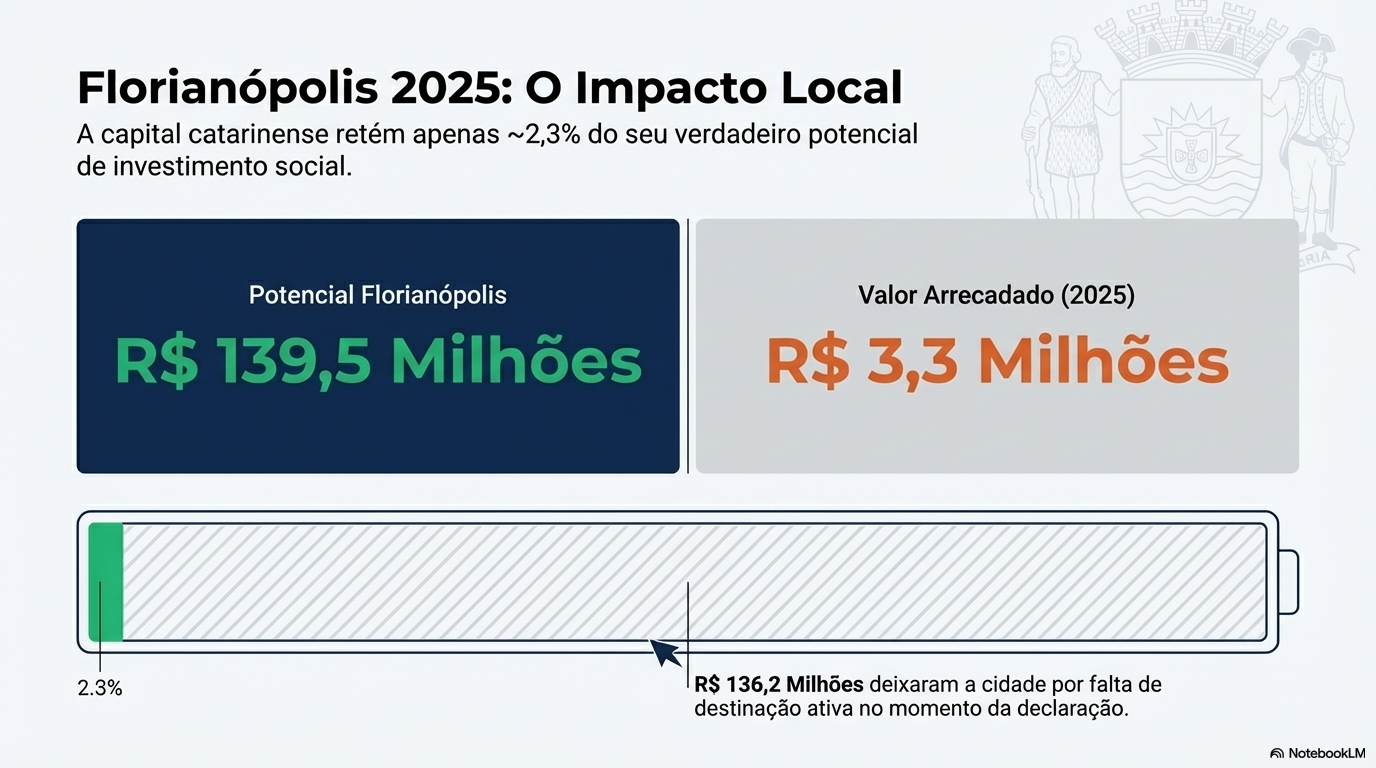 Florianópolis 2025: O Impacto Local
A capital catarinense retém apenas ~2,3% do seu verdadeiro potencial
de investimento social.
Potencial Florianópolis
R$ 139,5 Milhões
Valor Arrecadado (2025)
R$ 3,3 Milhões
2.3%
R$ 136,2 Milhões deixaram a cidade por falta de
destinação ativa no momento da declaração.
NotebookLM